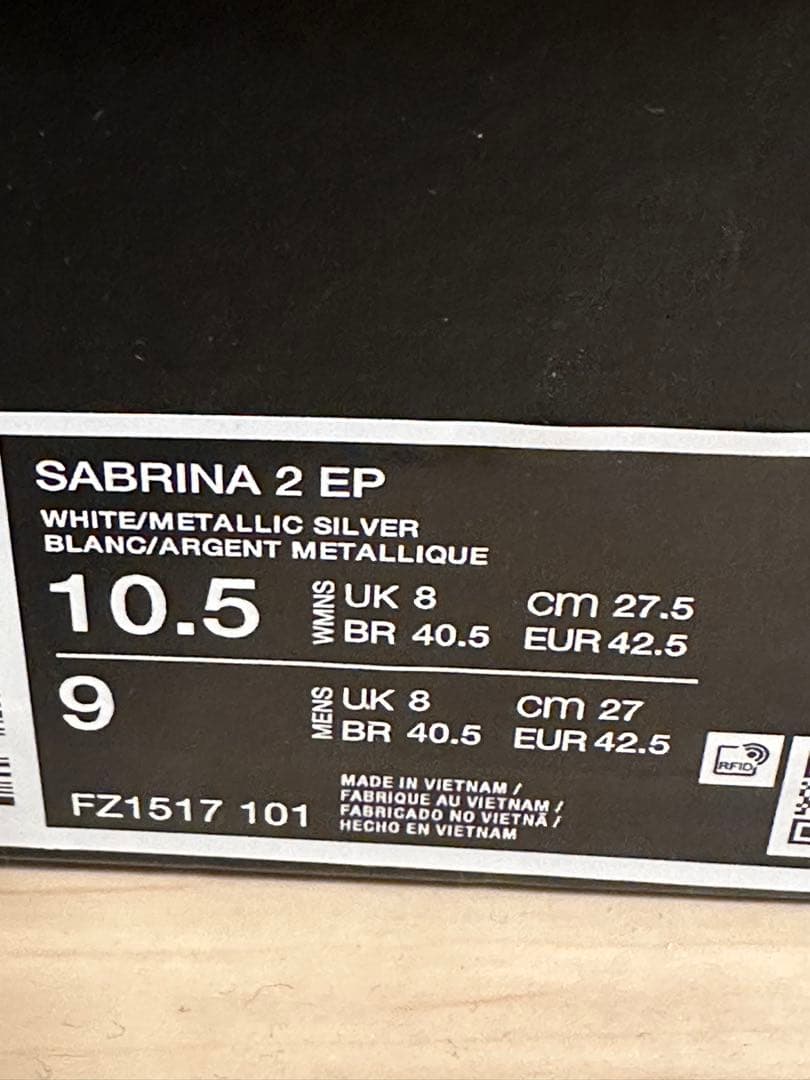 SABRINA 2 EP
WHITE/METALLIC SILVER
BLANC/ARGENT METALLIQUE
10.5 WMNS UK 8 cm 27.5
BR 40.5 EUR 42.5
9 MENS UK 8 cm 27
BR 40.5 EUR 42.5
RFID
FZ1517 101
MADE IN VIETNAM /
FABRIQUE AU VIETNAM /
FABRICADO NO VIETNÃ /
HECHO EN VIETNAM